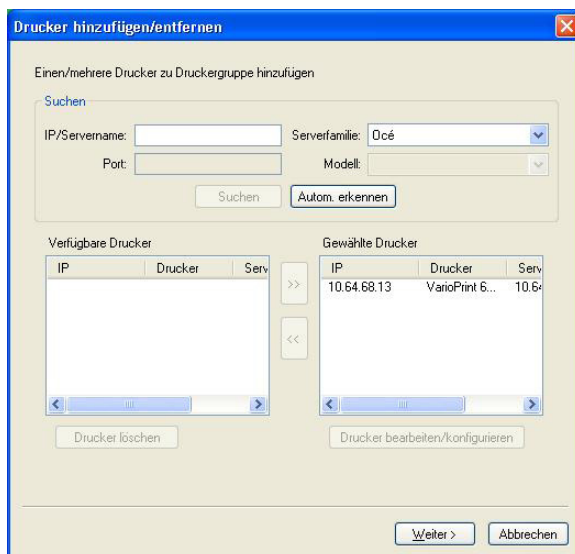 Drucker hinzufügen/entfernen
Einen/mehrere Drucker zu Druckergruppe hinzufügen
Suchen
IP/Servername: Serverfamilie: Océ
Port: Modell:
Suchen Autom. erkennen
Verfügbare Drucker Gewählte Drucker
IP Drucker Serv >> IP Drucker Serv
10.64.68.13 VarioPrint 6... 10.64
<<
Drucker löschen Drucker bearbeiten/konfigurieren
Weiter > Abbrechen